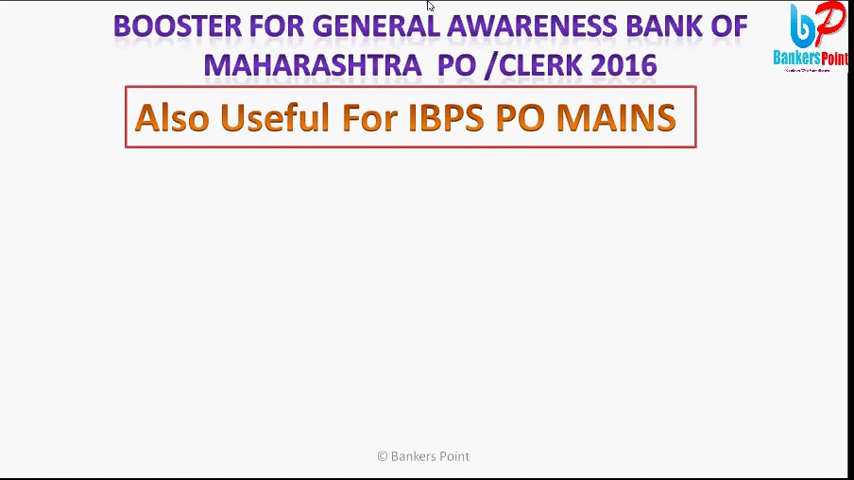 BOOSTER FOR GENERAL AWARENESS BANK OF
MAHARASHTRA PO /CLERK 2016
bP
BankersPoint
Also Useful For IBPS PO MAINS
© Bankers Point